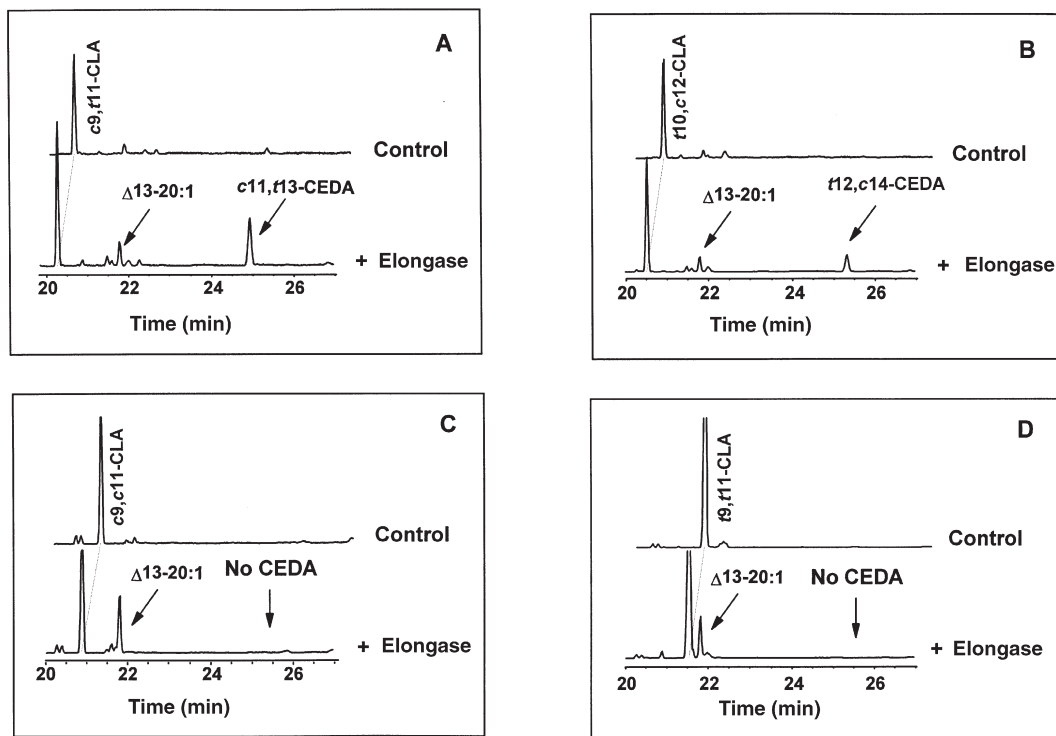 A
c9,t11-CLA
Control
Δ13-20:1
c11,t13-CEDA
+ Elongase
20 22 24 26
Time (min)
B
t10,c12-CLA
Control
Δ13-20:1
t12,c14-CEDA
+ Elongase
20 22 24 26
Time (min)
C
c9,c11-CLA
Control
Δ13-20:1
No CEDA
+ Elongase
20 22 24 26
Time (min)
D
t9,t11-CLA
Control
Δ13-20:1
No CEDA
+ Elongase
20 22 24 26
Time (min)